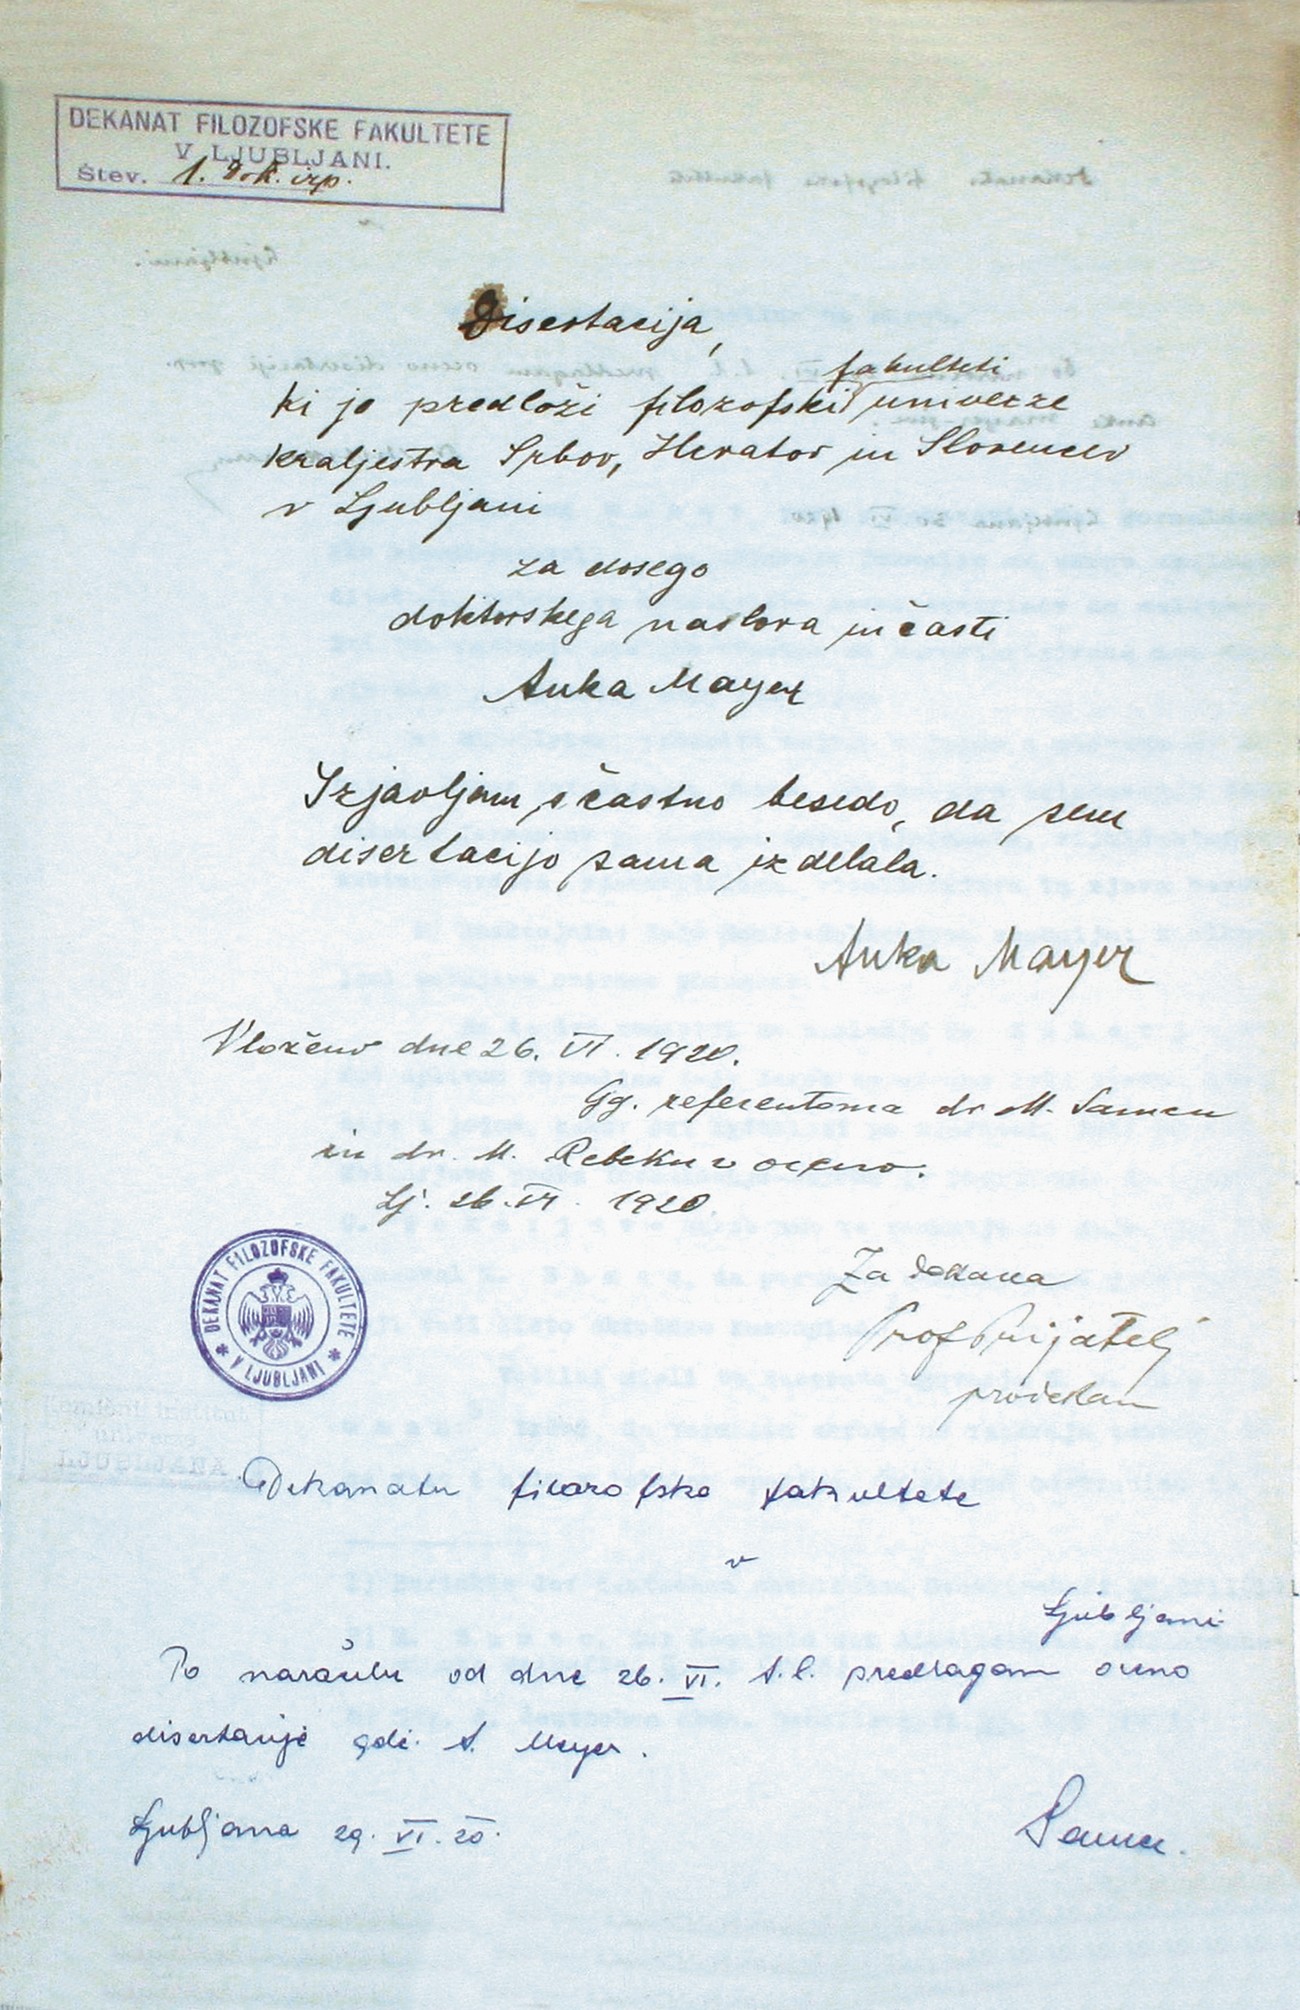 DEKANAT FILOZOFSKE FAKULTETE
V LJUBLJANI.
Štev. 1. Dok. izp.
Disertacija,
fakulteti
ki jo predloži filozofski univerze
kraljestva Srbov, Hrvatov in Slovencev
v Ljubljani
za dosego
doktorskega naslova in časti
Anka Mayer
Izjavljam s častno besedo, da sem
disertacijo sama izdelala.
Anka Mayer
Vloženo dne 26. VI. 1920.
Gg. referentoma dr. M. Samcu
in dr. M. Rebeku v oceno.
Lj. 26. VI. 1920.
Za dekana
Prof Prijatelj
prodekan
DEKANAT FILOZOFSKE FAKULTETE
* V LJUBLJANI *
Kemični institut
univerze
LJUBLJANA
Dekanatu filozofske fakultete
v
Ljubljani
Po naročilu od dne 26. VI. t. l. predlagam oceno
disertacije gdč. A. Mayer.
Ljubljana 29. VI. 20.
Samec.